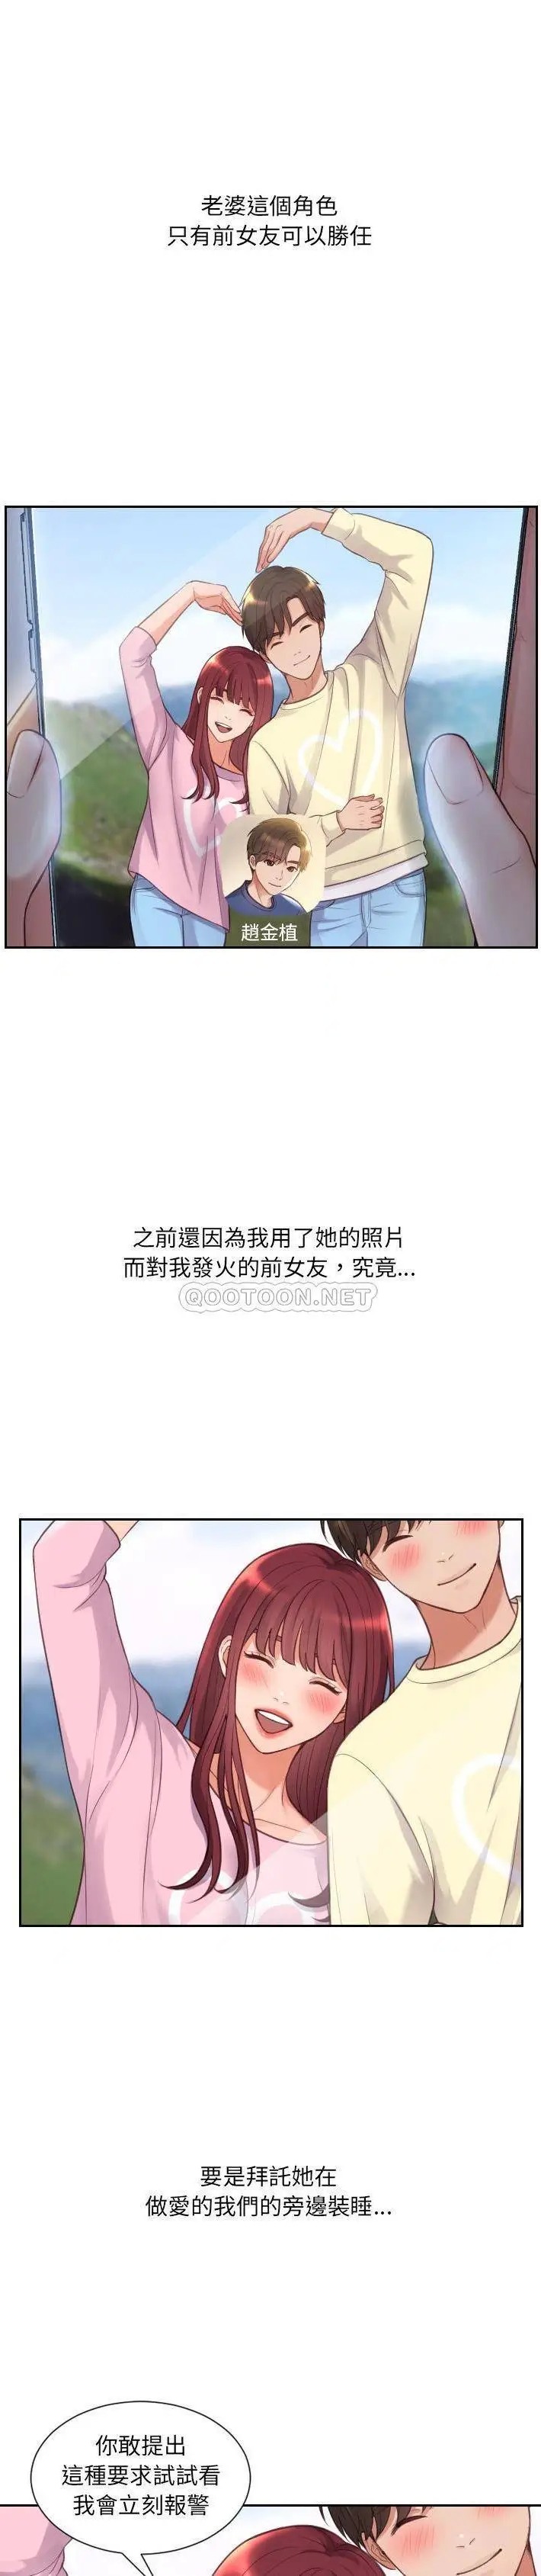 老婆這個角色
只有前女友可以勝任
趙金植
之前還因為我用了她的照片
而對我發火的前女友，究竟...
QOOTOON.NET
要是拜託她在
做愛的我們的旁邊裝睡...
你敢提出
這種要求試試看
我會立刻報警